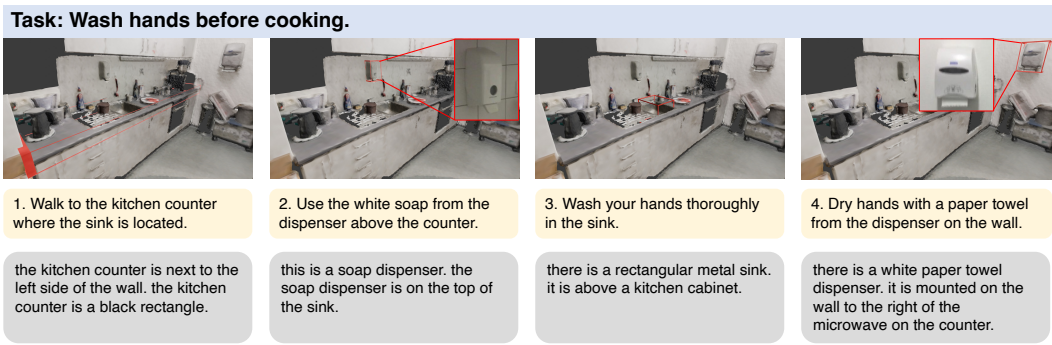 Task: Wash hands before cooking.
1. Walk to the kitchen counter
where the sink is located.
2. Use the white soap from the
dispenser above the counter.
3. Wash your hands thoroughly
in the sink.
4. Dry hands with a paper towel
from the dispenser on the wall.
the kitchen counter is next to the
left side of the wall. the kitchen
counter is a black rectangle.
this is a soap dispenser. the
soap dispenser is on the top of
the sink.
there is a rectangular metal sink.
it is above a kitchen cabinet.
there is a white paper towel
dispenser. it is mounted on the
wall to the right of the
microwave on the counter.